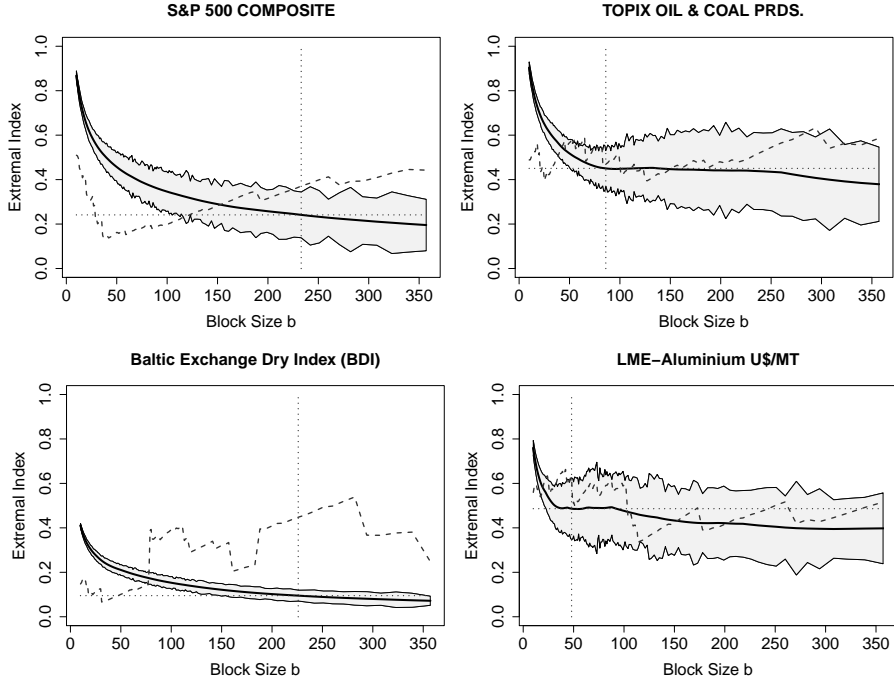 S&P 500 COMPOSITE
Extremal Index
0.0 0.2 0.4 0.6 0.8 1.0
0 50 100 150 200 250 300 350
Block Size b
TOPIX OIL & COAL PRDS.
Extremal Index
0.0 0.2 0.4 0.6 0.8 1.0
0 50 100 150 200 250 300 350
Block Size b
Baltic Exchange Dry Index (BDI)
Extremal Index
0.0 0.2 0.4 0.6 0.8 1.0
0 50 100 150 200 250 300 350
Block Size b
LME−Aluminium U$/MT
Extremal Index
0.0 0.2 0.4 0.6 0.8 1.0
0 50 100 150 200 250 300 350
Block Size b